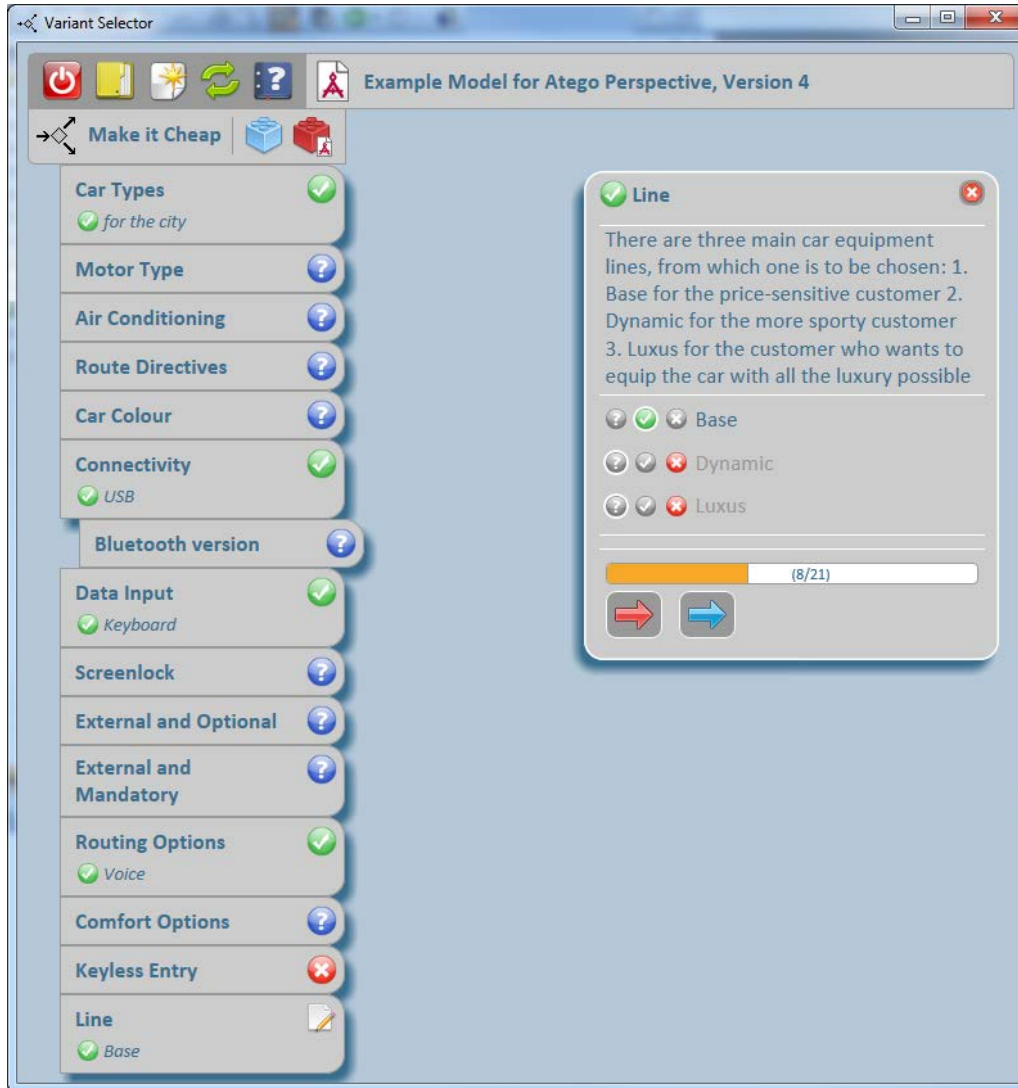 Variant Selector
Example Model for Atego Perspective, Version 4
Make it Cheap
Car Types
for the city
Motor Type
Air Conditioning
Route Directives
Car Colour
Connectivity
USB
Bluetooth version
Data Input
Keyboard
Screenlock
External and Optional
External and
Mandatory
Routing Options
Voice
Comfort Options
Keyless Entry
Line
Base
Line
There are three main car equipment
lines, from which one is to be chosen: 1.
Base for the price-sensitive customer 2.
Dynamic for the more sporty customer
3. Luxus for the customer who wants to
equip the car with all the luxury possible
Base
Dynamic
Luxus
(8/21)